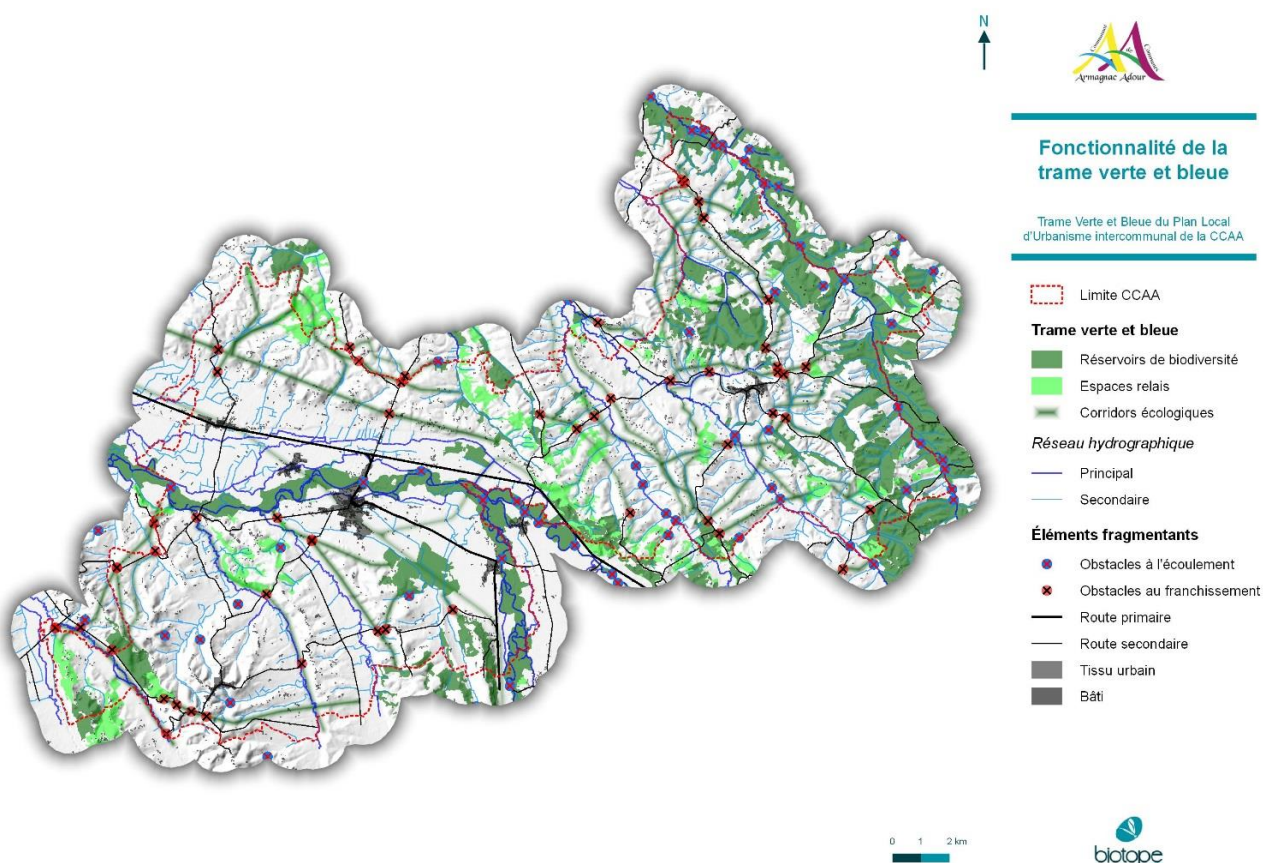 N
Communauté
de
Communes
Armagnac Adour
Fonctionnalité de la
trame verte et bleue
Trame Verte et Bleue du Plan Local
d'Urbanisme intercommunal de la CCAA
Limite CCAA
Trame verte et bleue
Réservoirs de biodiversité
Espaces relais
Corridors écologiques
Réseau hydrographique
Principal
Secondaire
Éléments fragmentants
Obstacles à l'écoulement
Obstacles au franchissement
Route primaire
Route secondaire
Tissu urbain
Bâti
0 1 2 km
biotope